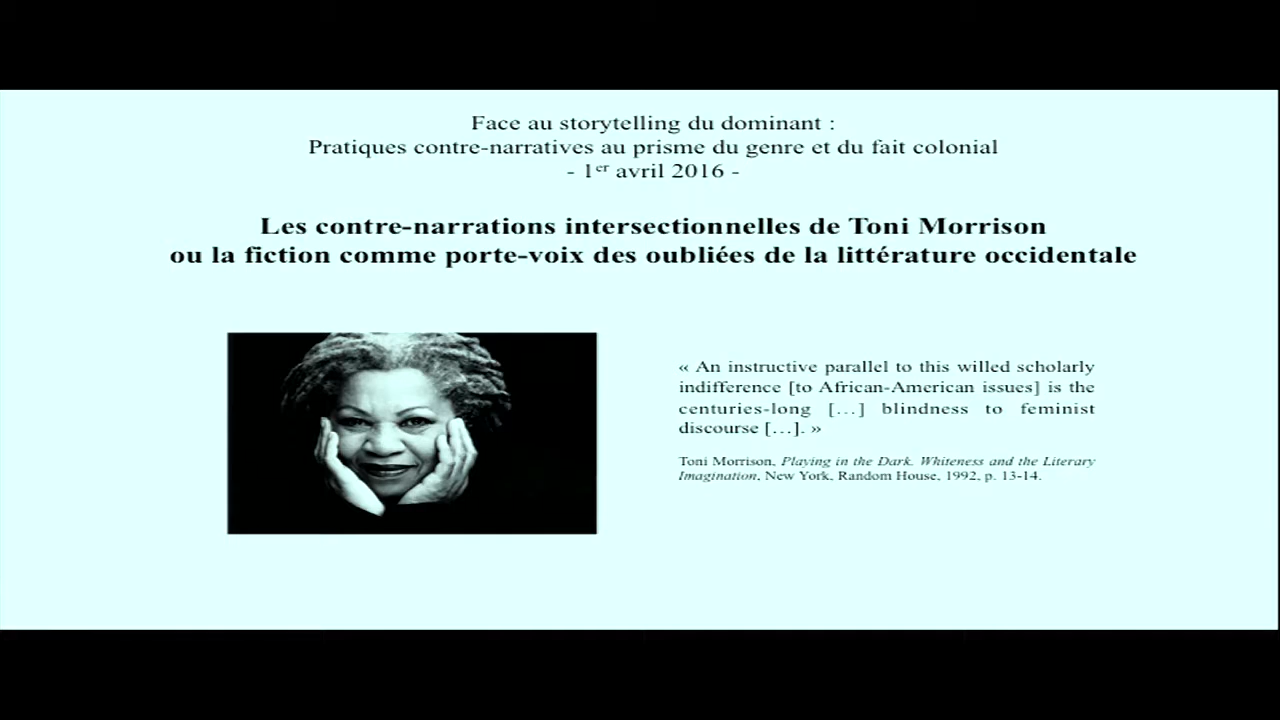 Face au storytelling du dominant :
Pratiques contre-narratives au prisme du genre et du fait colonial
- 1er avril 2016 -
Les contre-narrations intersectionnelles de Toni Morrison
ou la fiction comme porte-voix des oubliées de la littérature occidentale
« An instructive parallel to this willed scholarly
indifference [to African-American issues] is the
centuries-long […] blindness to feminist
discourse […]. »
Toni Morrison, Playing in the Dark. Whiteness and the Literary
Imagination, New York, Random House, 1992, p. 13-14.